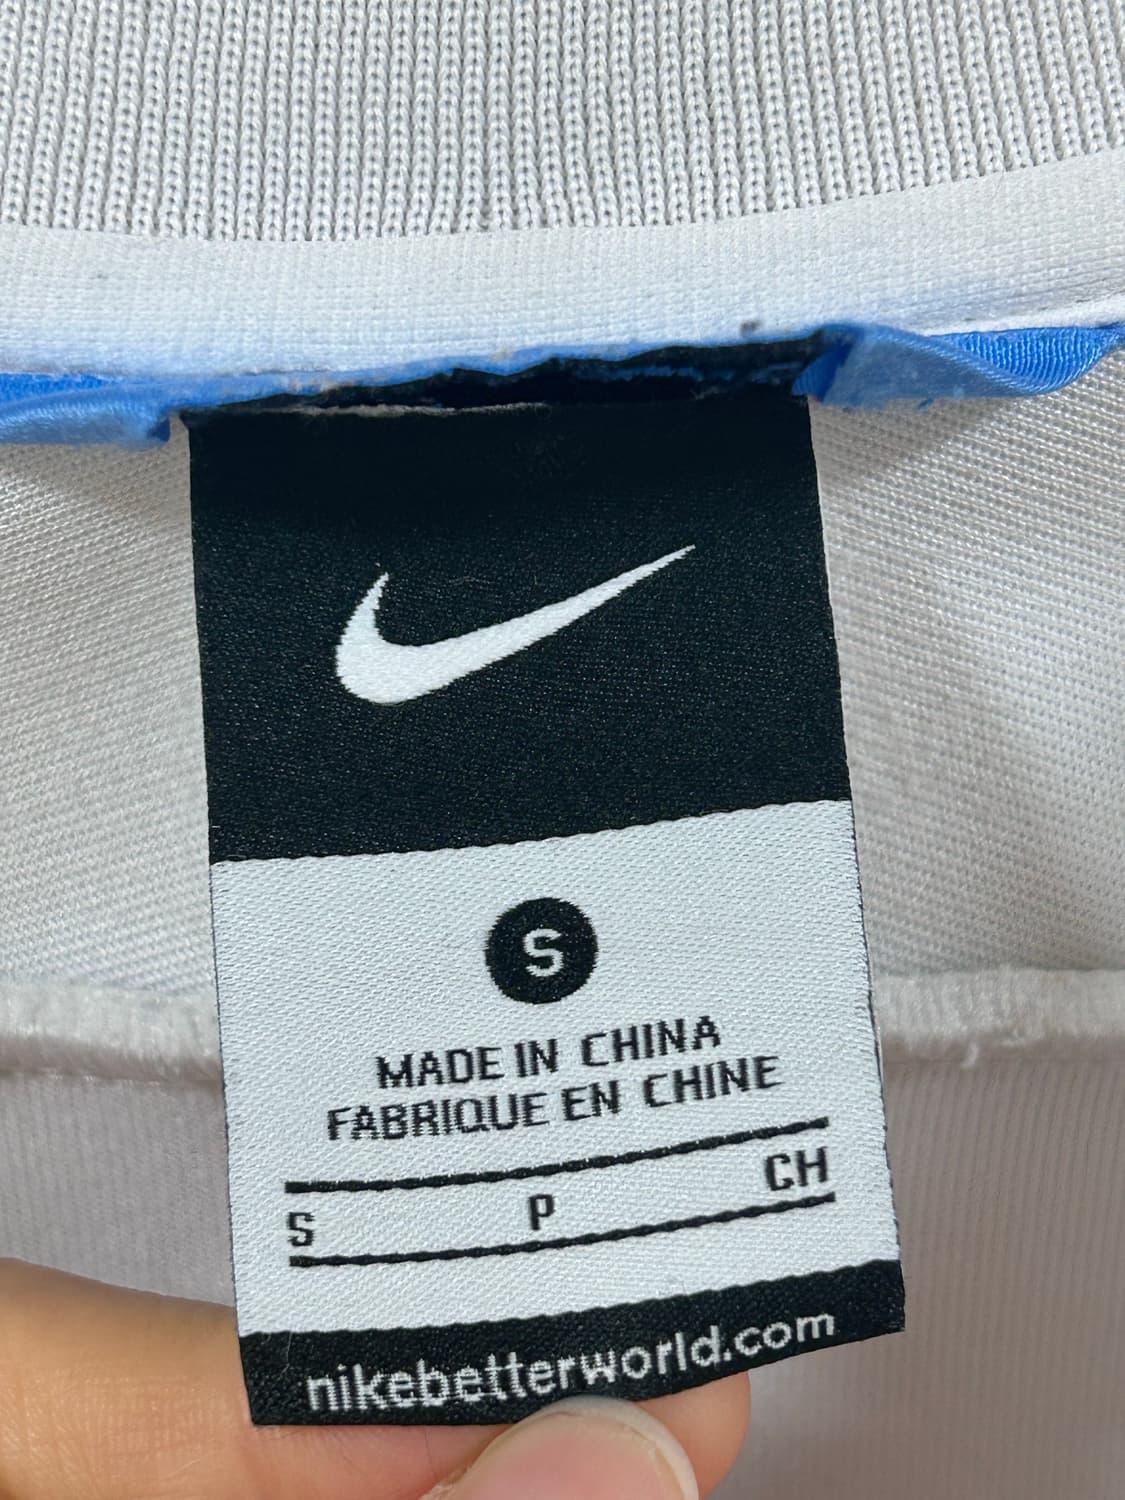 S
MADE IN CHINA
FABRIQUE EN CHINE
S P CH
nikebetterworld.com